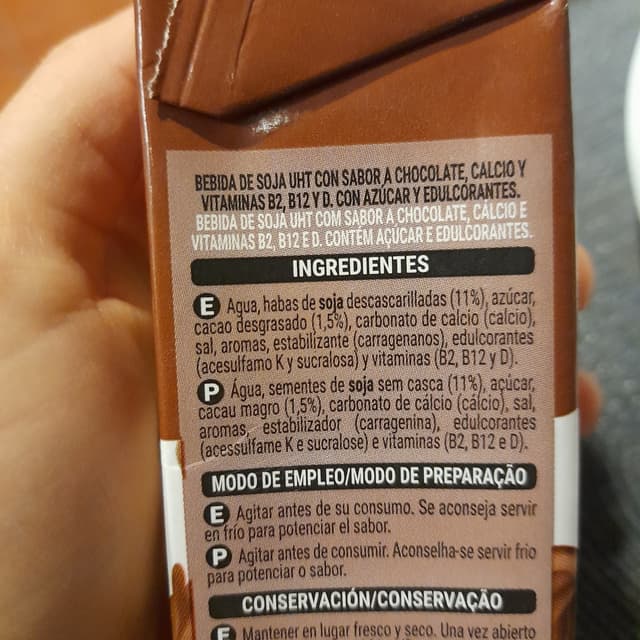 BEBIDA DE SOJA UHT CON SABOR A CHOCOLATE, CALCIO Y
VITAMINAS B2, B12 Y D. CON AZÚCAR Y EDULCORANTES.
BEBIDA DE SOJA UHT COM SABOR A CHOCOLATE, CÁLCIO E
VITAMINAS B2, B12 E D. CONTÉM AÇÚCAR E EDULCORANTES.
INGREDIENTES
E Agua, habas de soja descascarilladas (11%), azúcar,
cacao desgrasado (1,5%), carbonato de calcio (calcio),
sal, aromas, estabilizante (carragenanos), edulcorantes
(acesulfamo K y sucralosa) y vitaminas (B2, B12 y D).
P Água, sementes de soja sem casca (11%), açúcar,
cacau magro (1,5%), carbonato de cálcio (cálcio), sal,
aromas, estabilizador (carragenina), edulcorantes
(acessulfame K e sucralose) e vitaminas (B2, B12 e D).
MODO DE EMPLEO/MODO DE PREPARAÇÃO
E Agitar antes de su consumo. Se aconseja servir
en frío para potenciar el sabor.
P Agitar antes de consumir. Aconselha-se servir frio
para potenciar o sabor.
CONSERVACIÓN/CONSERVAÇÃO
E Mantener en lugar fresco y seco. Una vez abierto